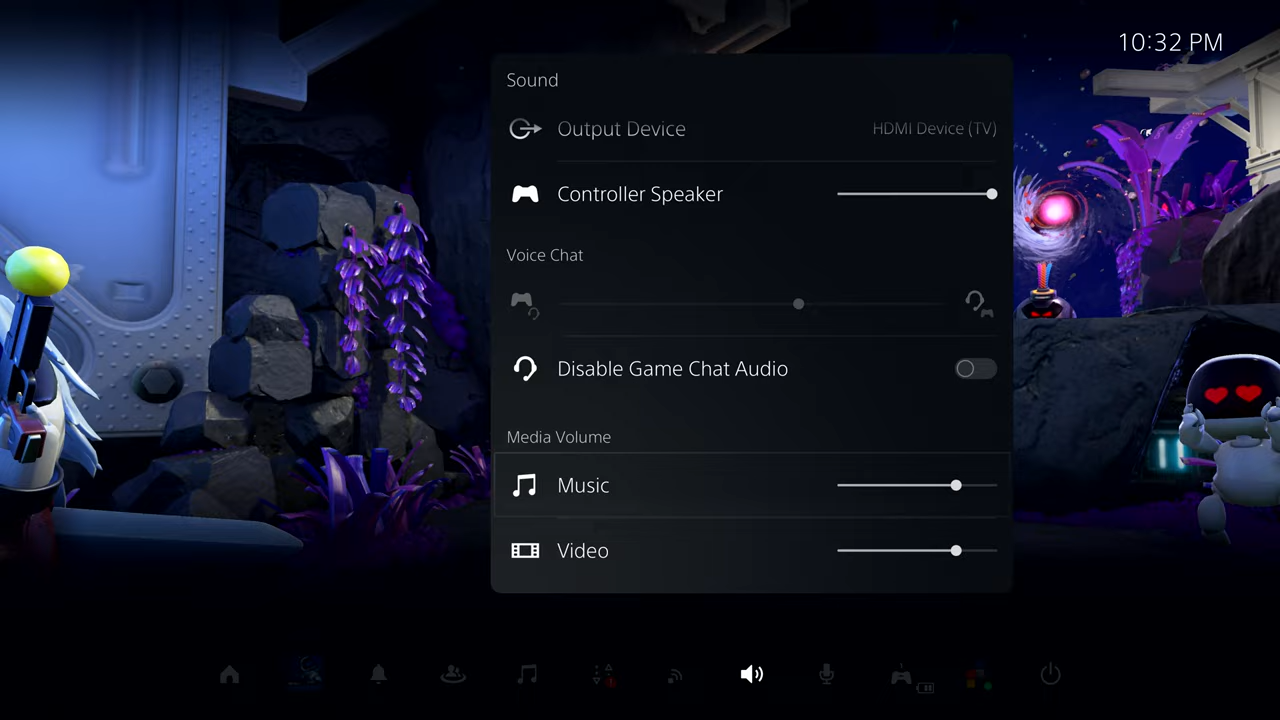 10:32 PM
Sound
Output Device HDMI Device (TV)
Controller Speaker
Voice Chat
Disable Game Chat Audio
Media Volume
Music
Video